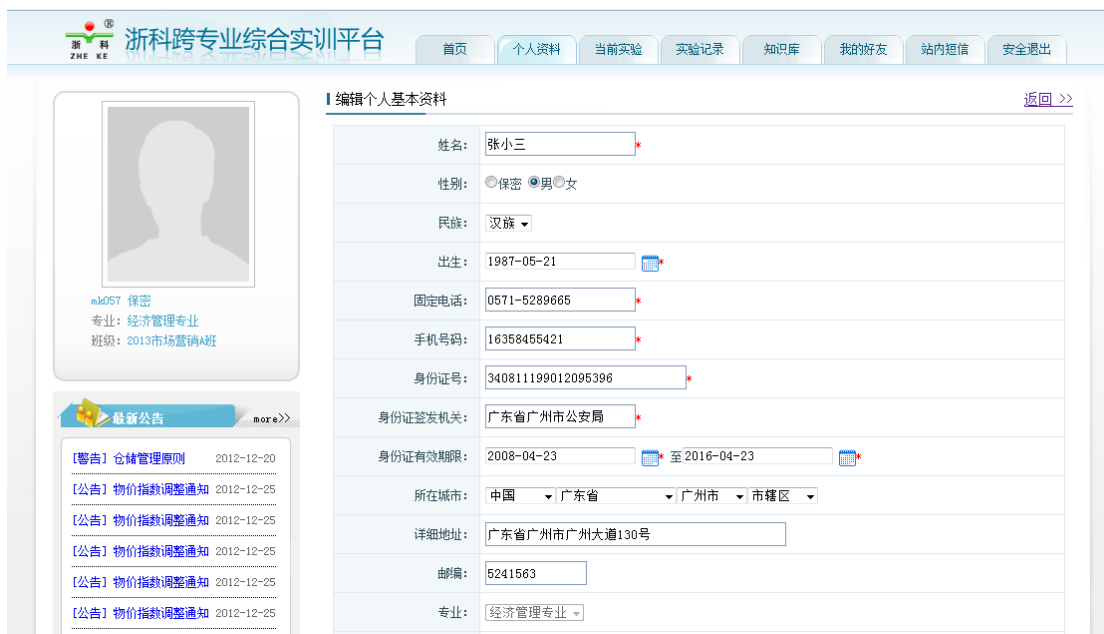 浙科
ZHE KE
®
浙科跨专业综合实训平台
首页 个人资料 当前实验 实验记录 知识库 我的好友 站内短信 安全退出
编辑个人基本资料 返回 >>
姓名: 张小三*
性别: 保密 男 女
民族: 汉族
出生: 1987-05-21 *
固定电话: 0571-5289665*
手机号码: 16358455421*
身份证号: 340811199012095396*
身份证签发机关: 广东省广州市公安局*
身份证有效期限: 2008-04-23 * 至 2016-04-23 *
所在城市: 中国 广东省 广州市 市辖区
详细地址: 广东省广州市广州大道130号
邮编: 5241563
专业: 经济管理专业
mk057 保密
专业: 经济管理专业
班级: 2013市场营销A班
最新公告 more>>
[警告] 仓储管理原则 2012-12-20
[公告] 物价指数调整通知 2012-12-25
[公告] 物价指数调整通知 2012-12-25
[公告] 物价指数调整通知 2012-12-25
[公告] 物价指数调整通知 2012-12-25
[公告] 物价指数调整通知 2012-12-25